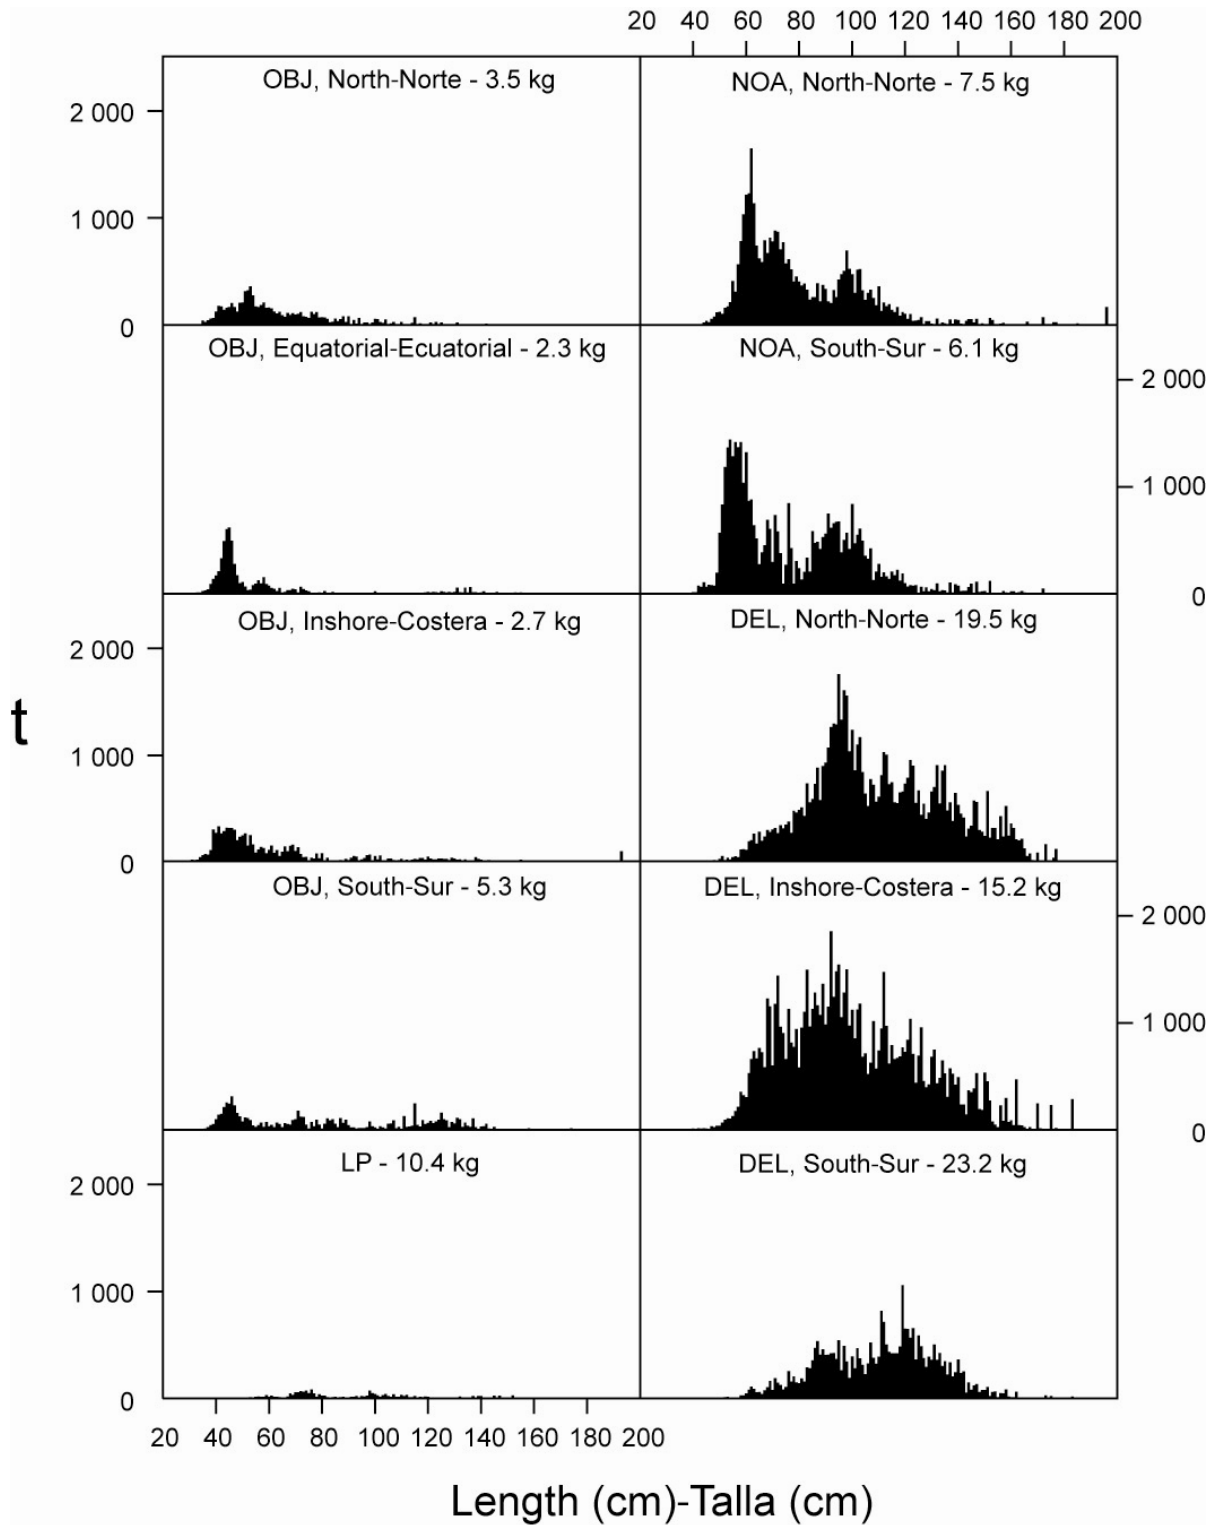 20 40 60 80 100 120 140 160 180 200
OBJ, North-Norte - 3.5 kg
NOA, North-Norte - 7.5 kg
2 000
1 000
0
OBJ, Equatorial-Ecuatorial - 2.3 kg
NOA, South-Sur - 6.1 kg
2 000
1 000
0
OBJ, Inshore-Costera - 2.7 kg
DEL, North-Norte - 19.5 kg
2 000
t
1 000
0
OBJ, South-Sur - 5.3 kg
DEL, Inshore-Costera - 15.2 kg
2 000
1 000
0
LP - 10.4 kg
DEL, South-Sur - 23.2 kg
2 000
1 000
0
20 40 60 80 100 120 140 160 180 200
Length (cm)-Talla (cm)